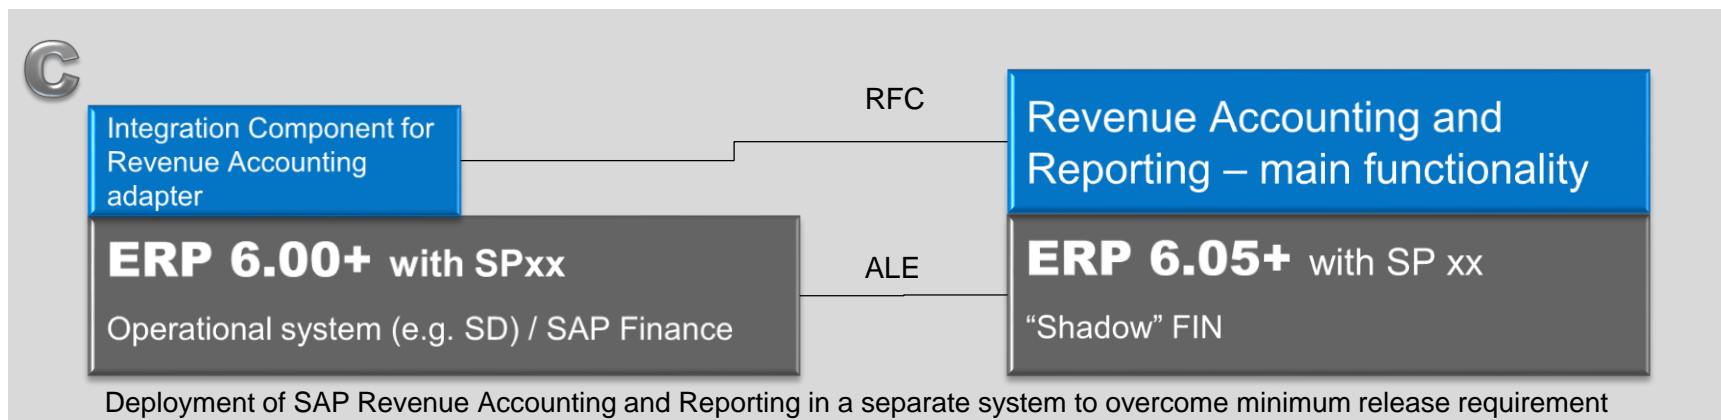 C
RFC
Integration Component for
Revenue Accounting
adapter
Revenue Accounting and
Reporting – main functionality
ERP 6.00+ with SPxx
Operational system (e.g. SD) / SAP Finance
ALE
ERP 6.05+ with SP xx
“Shadow” FIN
Deployment of SAP Revenue Accounting and Reporting in a separate system to overcome minimum release requirement